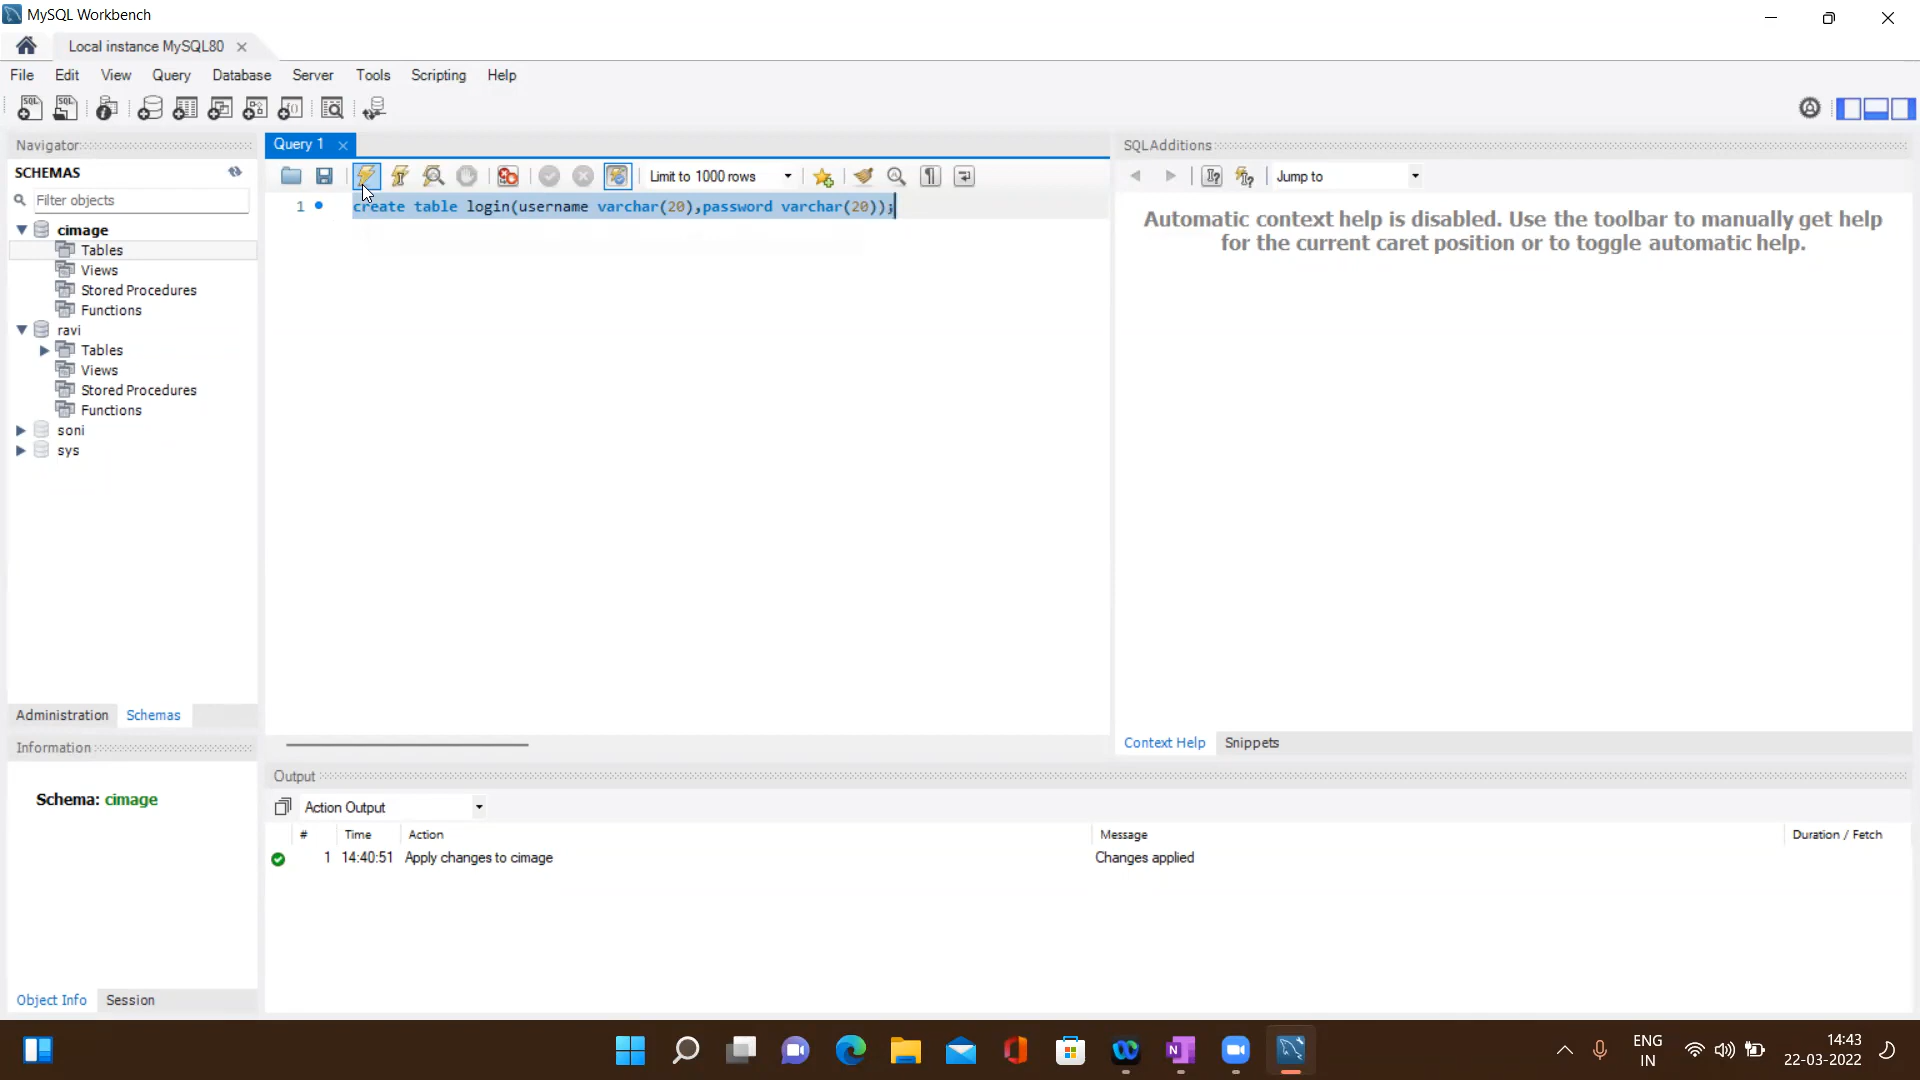 MySQL Workbench
Local instance MySQL80
File Edit View Query Database Server Tools Scripting Help
Navigator
SCHEMAS
Filter objects
cimage
Tables
Views
Stored Procedures
Functions
ravi
Tables
Views
Stored Procedures
Functions
soni
sys
Administration Schemas
Information
Schema: cimage
Object Info Session
Query 1
Limit to 1000 rows
1 create table login(username varchar(20),password varchar(20));
SQLAdditions
Jump to
Automatic context help is disabled. Use the toolbar to manually get help
for the current caret position or to toggle automatic help.
Context Help Snippets
Output
Action Output
# Time Action Message Duration / Fetch
1 14:40:51 Apply changes to cimage Changes applied
ENG
IN
14:43
22-03-2022